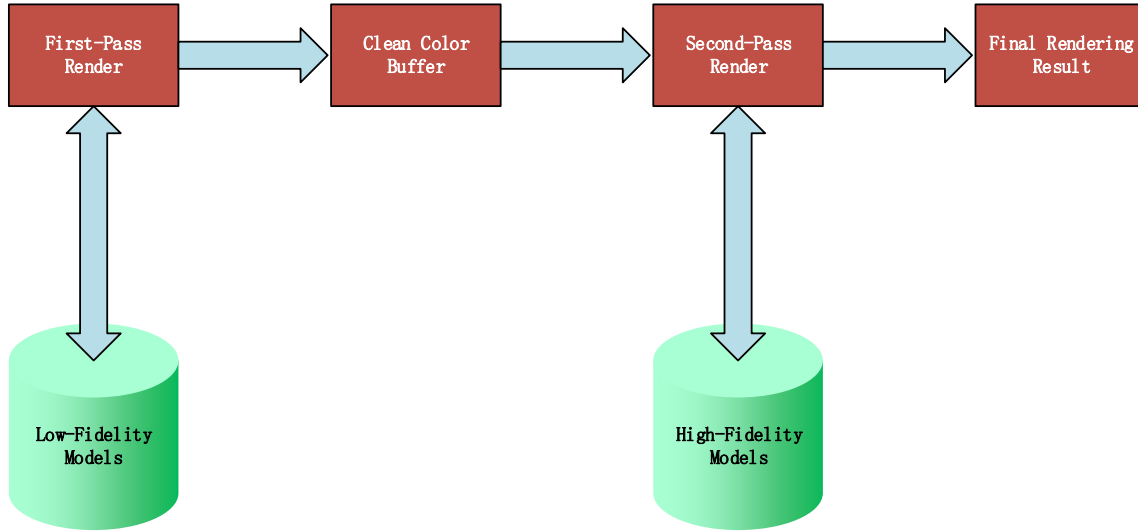 First-Pass
Render
Clean Color
Buffer
Second-Pass
Render
Final Rendering
Result
Low-Fidelity
Models
High-Fidelity
Models